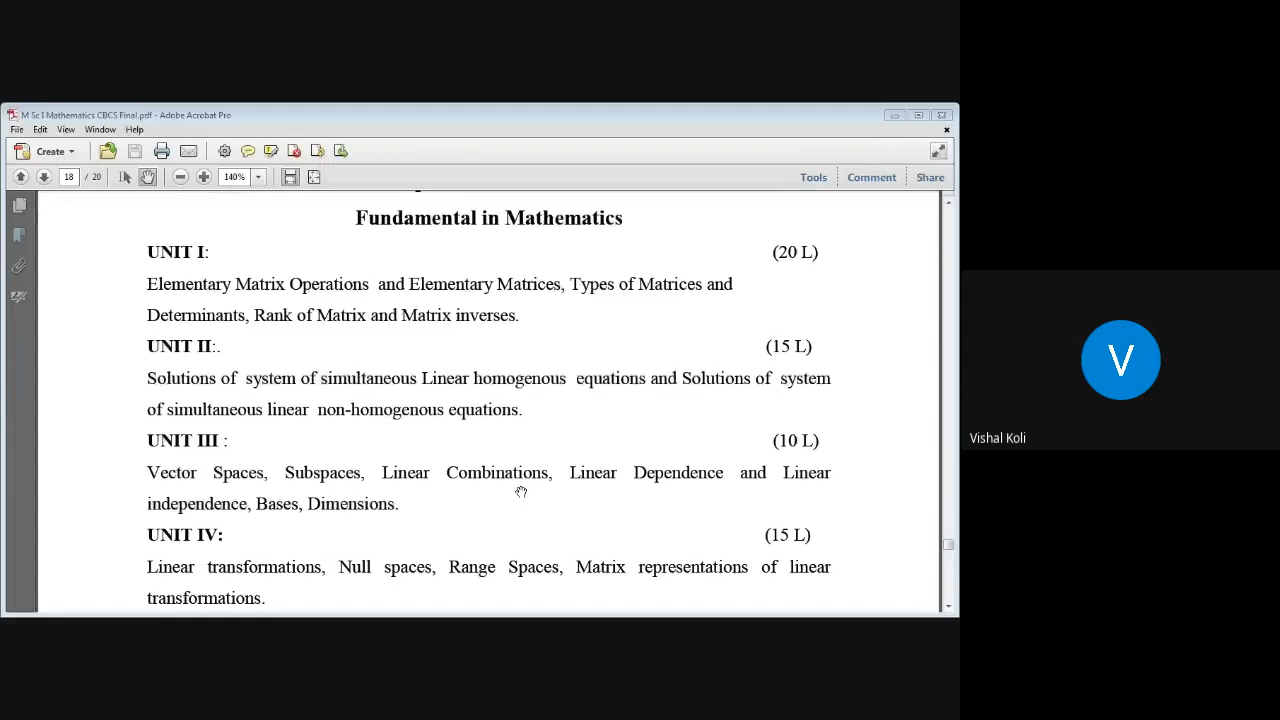 M Sc I Mathematics CBCS Final.pdf - Adobe Acrobat Pro
File Edit View Window Help
Create
18 / 20 140% Tools Comment Share
Fundamental in Mathematics
UNIT I: (20 L)
Elementary Matrix Operations and Elementary Matrices, Types of Matrices and
Determinants, Rank of Matrix and Matrix inverses.
UNIT II:. (15 L)
Solutions of system of simultaneous Linear homogenous equations and Solutions of system
of simultaneous linear non-homogenous equations.
UNIT III : (10 L)
Vector Spaces, Subspaces, Linear Combinations, Linear Dependence and Linear
independence, Bases, Dimensions.
UNIT IV: (15 L)
Linear transformations, Null spaces, Range Spaces, Matrix representations of linear
transformations.
V
Vishal Koli